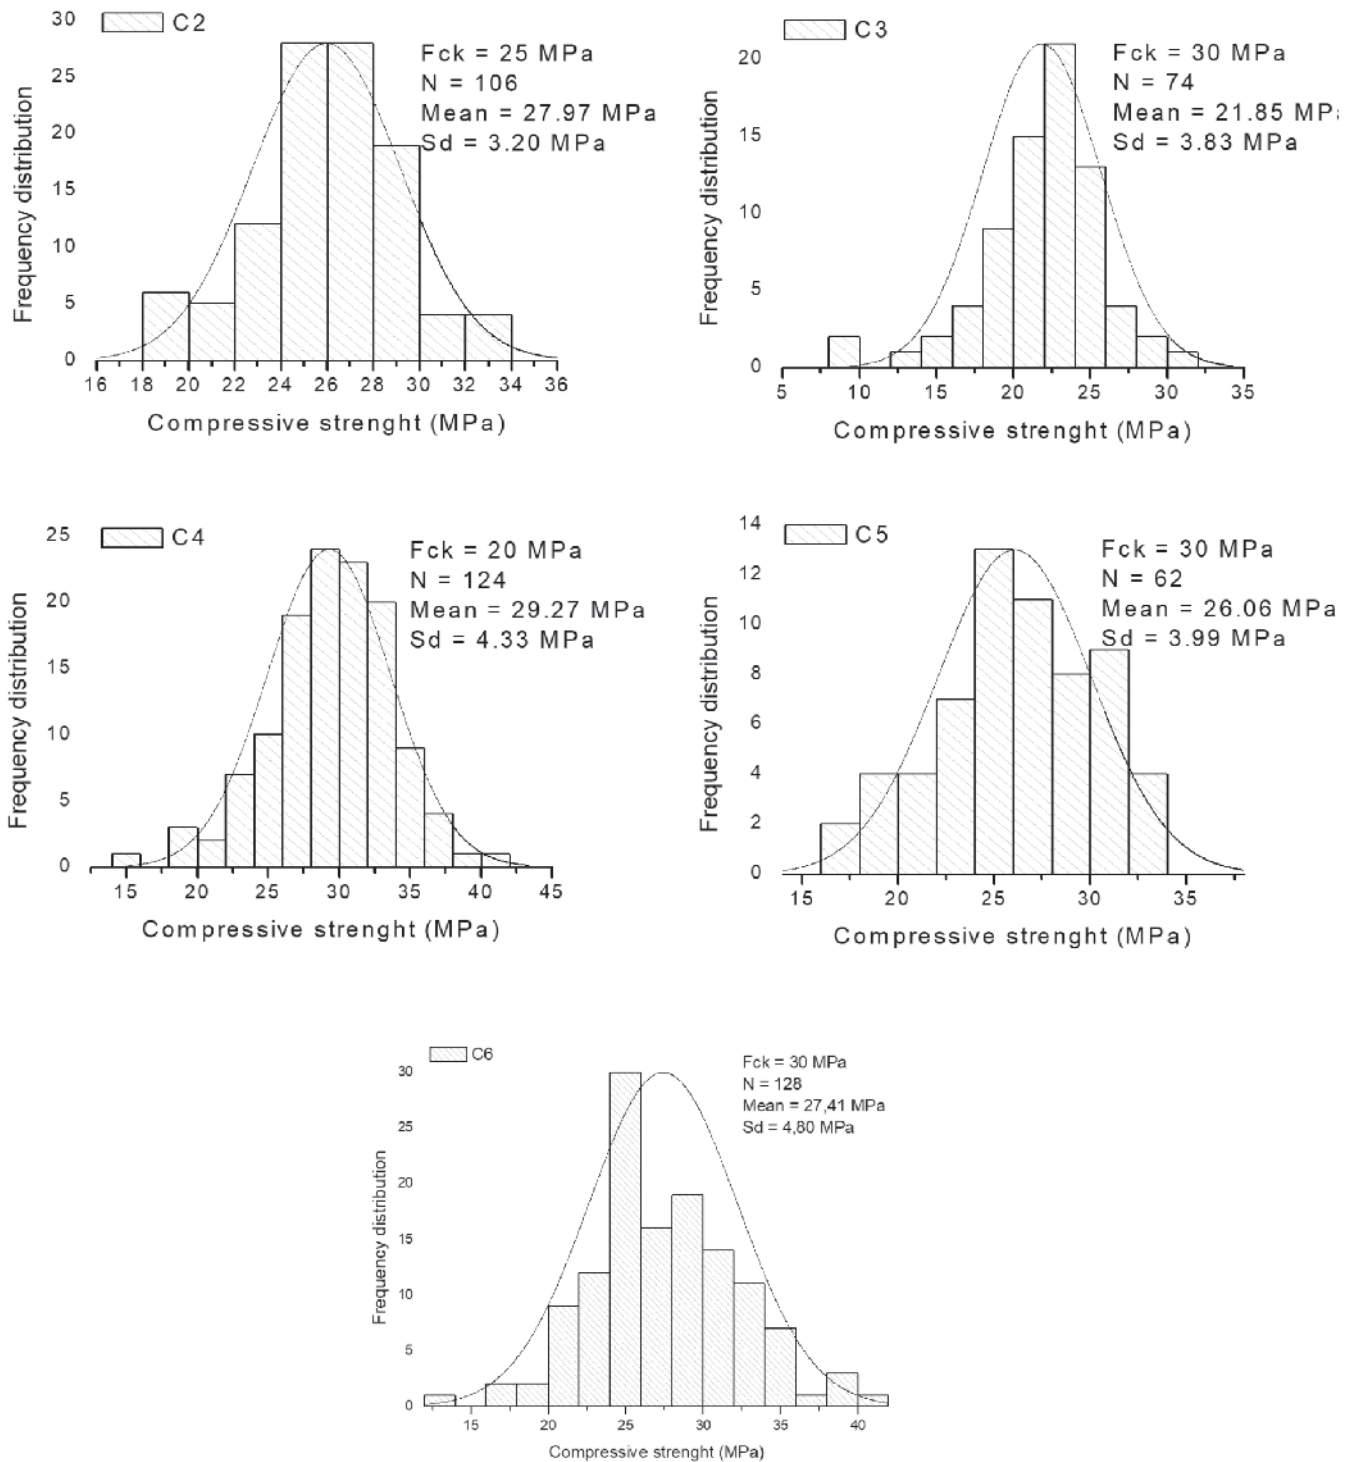 C2
Fck = 25 MPa
N = 106
Mean = 27.97 MPa
Sd = 3.20 MPa
Frequency distribution
30
25
20
15
10
5
0
16 18 20 22 24 26 28 30 32 34 36
Compressive strenght (MPa)
C3
Fck = 30 MPa
N = 74
Mean = 21.85 MPa
Sd = 3.83 MPa
Frequency distribution
20
15
10
5
0
5 10 15 20 25 30 35
Compressive strenght (MPa)
C4
Fck = 20 MPa
N = 124
Mean = 29.27 MPa
Sd = 4.33 MPa
Frequency distribution
25
20
15
10
5
0
15 20 25 30 35 40 45
Compressive strenght (MPa)
C5
Fck = 30 MPa
N = 62
Mean = 26.06 MPa
Sd = 3.99 MPa
Frequency distribution
14
12
10
8
6
4
2
0
15 20 25 30 35
Compressive strenght (MPa)
C6
Fck = 30 MPa
N = 128
Mean = 27,41 MPa
Sd = 4,80 MPa
Frequency distribution
30
25
20
15
10
5
0
15 20 25 30 35 40
Compressive strenght (MPa)